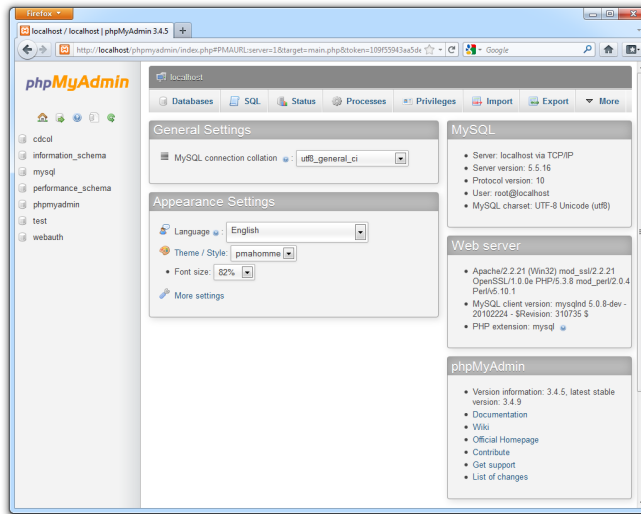 Firefox
localhost / localhost | phpMyAdmin 3.4.5
http://localhost/phpmyadmin/index.php#PMAURL:server=1&target=main.php&token=109f55943aa5de
Google
phpMyAdmin
cdcol
information_schema
mysql
performance_schema
phpmyadmin
test
webauth
localhost
Databases SQL Status Processes Privileges Import Export More
General Settings
MySQL connection collation : utf8_general_ci
Appearance Settings
Language : English
Theme / Style: pmahomme
Font size: 82%
More settings
MySQL
Server: localhost via TCP/IP
Server version: 5.5.16
Protocol version: 10
User: root@localhost
MySQL charset: UTF-8 Unicode (utf8)
Web server
Apache/2.2.21 (Win32) mod_ssl/2.2.21
OpenSSL/1.0.0e PHP/5.3.8 mod_perl/2.0.4
Perl/v5.10.1
MySQL client version: mysqlnd 5.0.8-dev -
20102224 - $Revision: 310735 $
PHP extension: mysql
phpMyAdmin
Version information: 3.4.5, latest stable
version: 3.4.9
Documentation
Wiki
Official Homepage
Contribute
Get support
List of changes